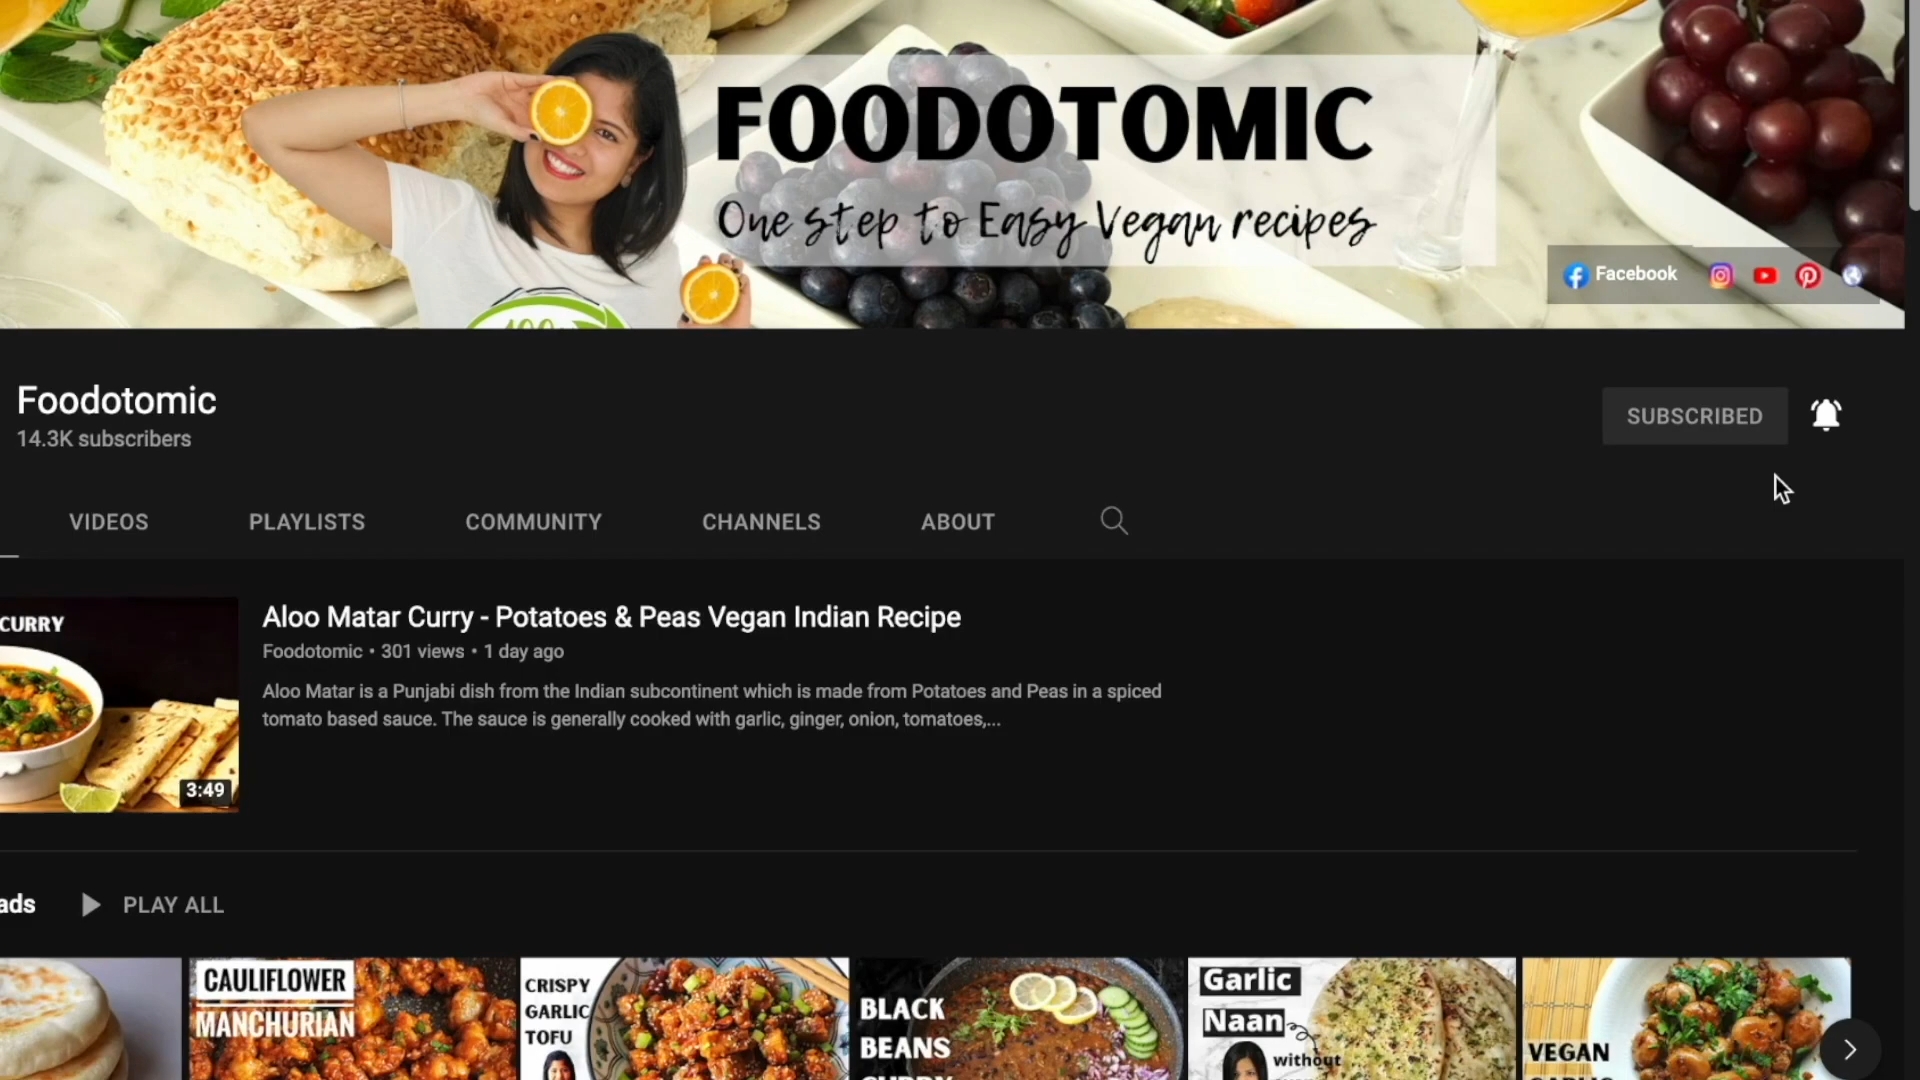 FOODOTOMIC
One step to Easy Vegan recipes
Facebook
Foodotomic
14.3K subscribers
SUBSCRIBED
VIDEOS
PLAYLISTS
COMMUNITY
CHANNELS
ABOUT
CURRY
3:49
Aloo Matar Curry - Potatoes & Peas Vegan Indian Recipe
Foodotomic • 301 views • 1 day ago
Aloo Matar is a Punjabi dish from the Indian subcontinent which is made from Potatoes and Peas in a spiced
tomato based sauce. The sauce is generally cooked with garlic, ginger, onion, tomatoes,...
ads
PLAY ALL
CAULIFLOWER
MANCHURIAN
CRISPY
GARLIC
TOFU
BLACK
BEANS
Garlic
Naan
without
VEGAN